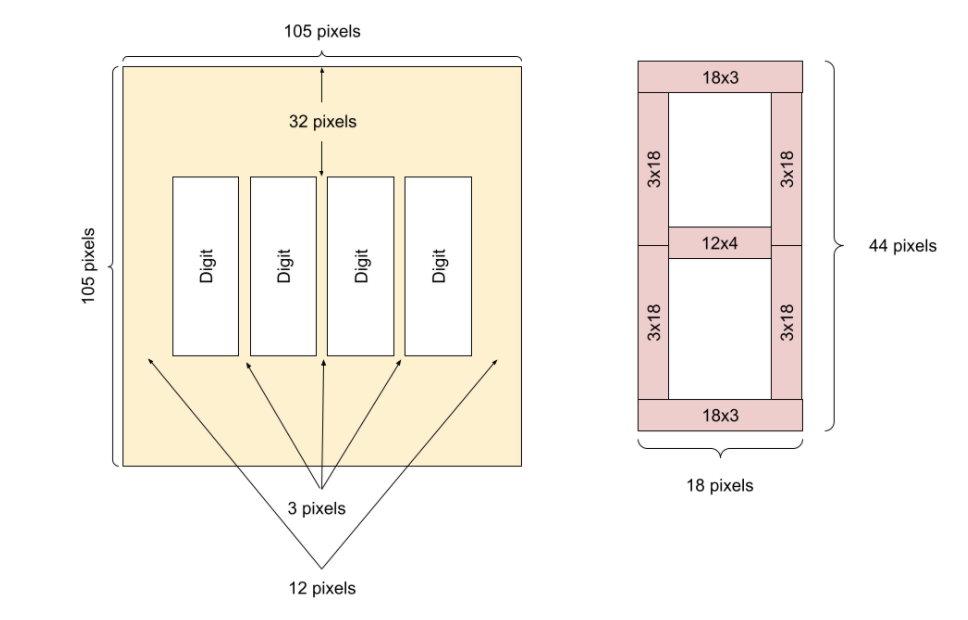 105 pixels
105 pixels
32 pixels
Digit
Digit
Digit
Digit
3 pixels
12 pixels
18x3
3x18
3x18
12x4
3x18
3x18
18x3
44 pixels
18 pixels